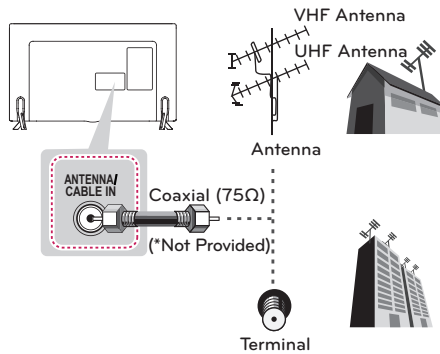 VHF Antenna
UHF Antenna
Antenna
ANTENNA/
CABLE IN
Coaxial (75Ω)
(*Not Provided)
Terminal